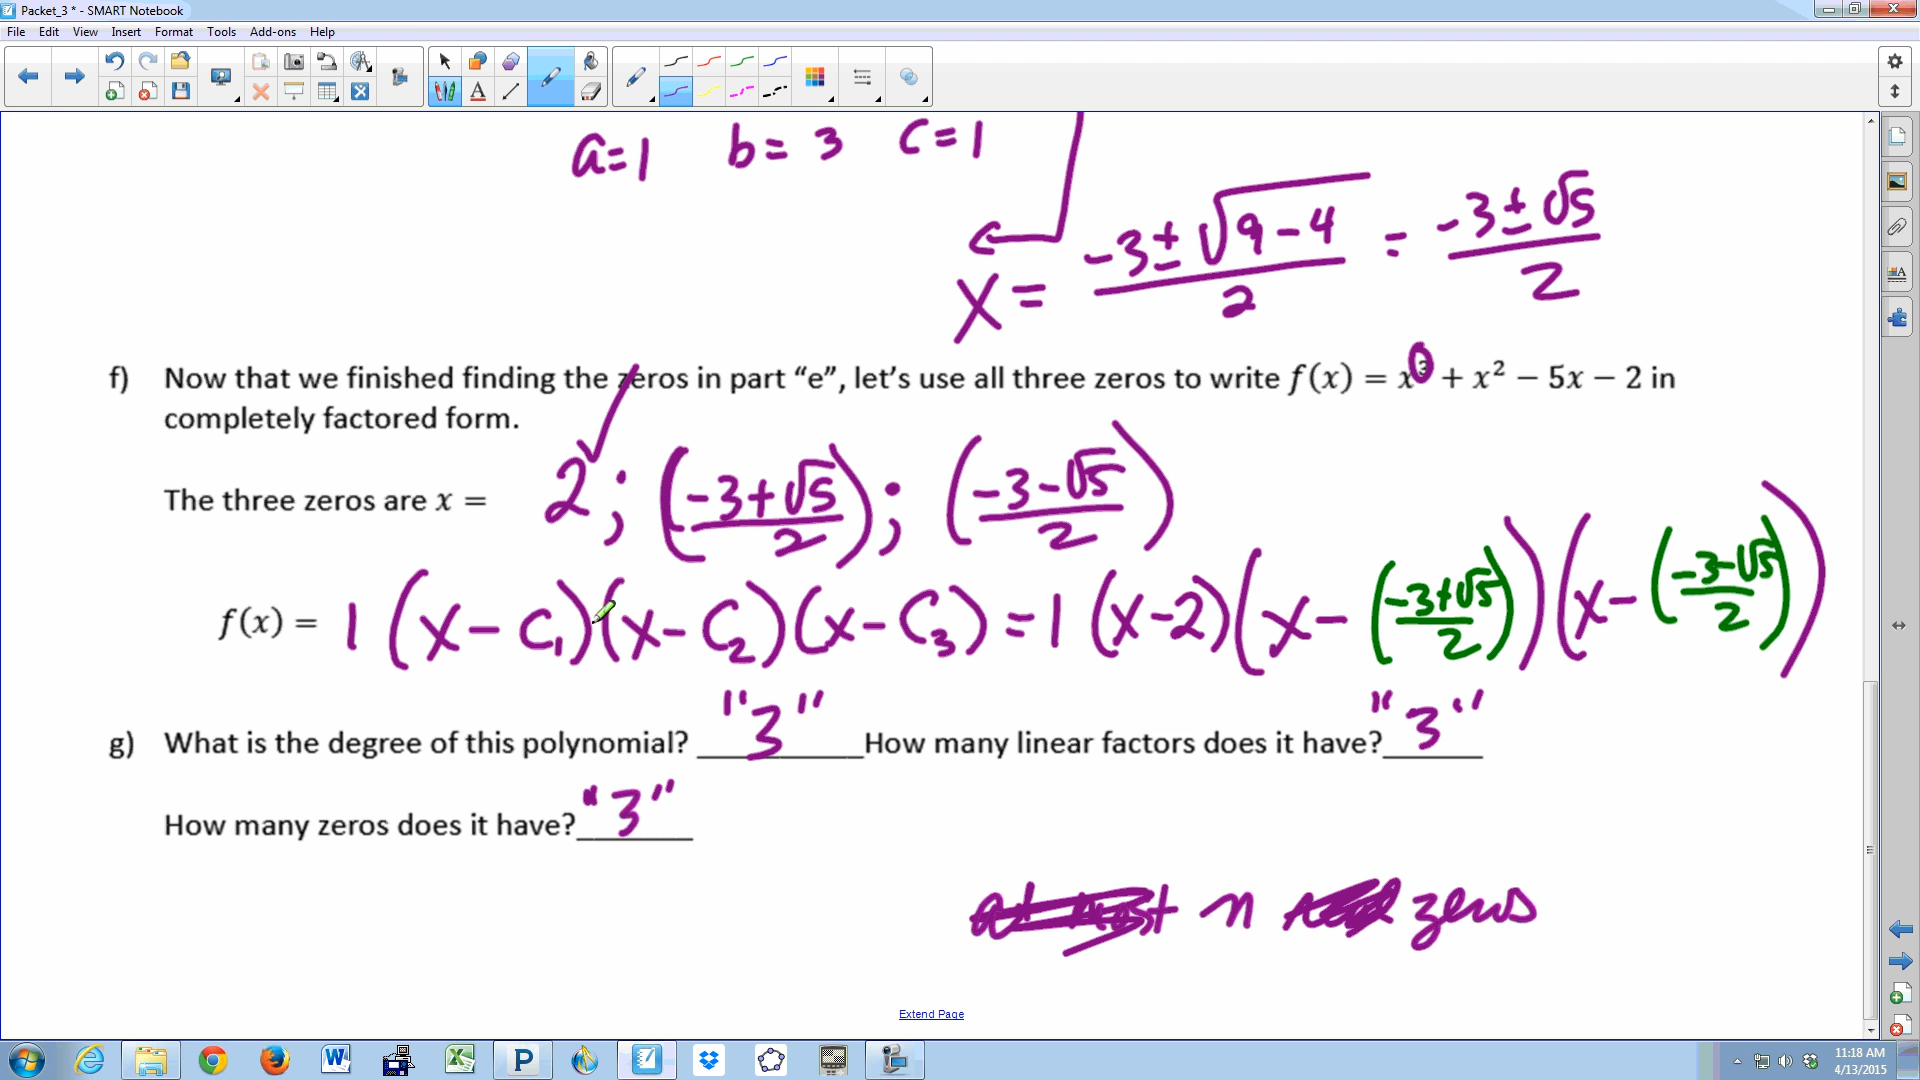 Packet_3 * - SMART Notebook
File Edit View Insert Format Tools Add-ons Help
a=1 b=3 c=1
x = (-3 ± √(9-4))/2 = (-3 ± √5)/2
f) Now that we finished finding the zeros in part “e”, let’s use all three zeros to write f(x) = x³ + x² − 5x − 2 in
completely factored form.
The three zeros are x = 2 ; ((-3+√5)/2) ; ((-3-√5)/2)
f(x) = 1 (x-c₁)(x-c₂)(x-c₃) = 1 (x-2)(x-((-3+√5)/2))(x-((-3-√5)/2))
g) What is the degree of this polynomial? "3" How many linear factors does it have? "3"
How many zeros does it have? "3"
at most n real zeros
Extend Page
11:18 AM
4/13/2015